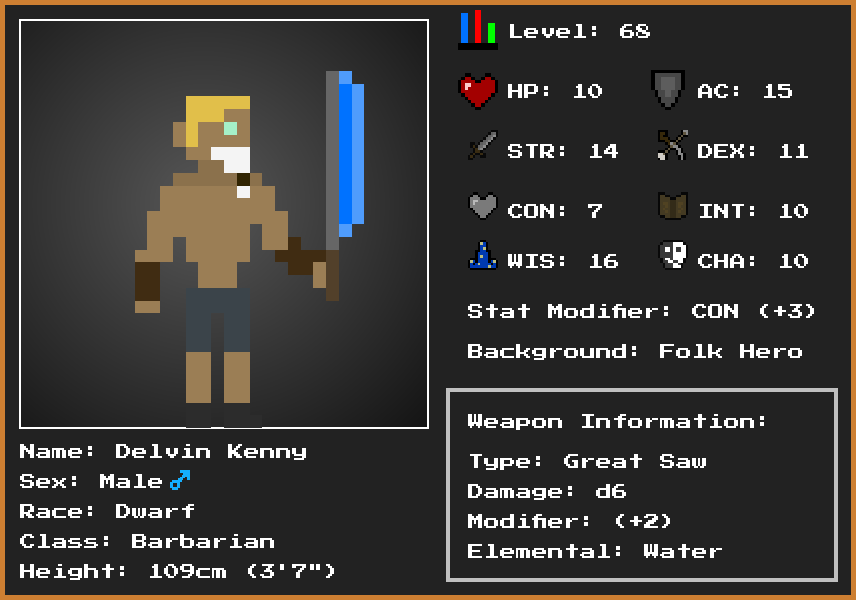 Level: 68
HP: 10
AC: 15
STR: 14
DEX: 11
CON: 7
INT: 10
WIS: 16
CHA: 10
Stat Modifier: CON (+3)
Background: Folk Hero
Weapon Information:
Type: Great Saw
Damage: d6
Modifier: (+2)
Elemental: Water
Name: Delvin Kenny
Sex: Male♂
Race: Dwarf
Class: Barbarian
Height: 109cm (3'7")